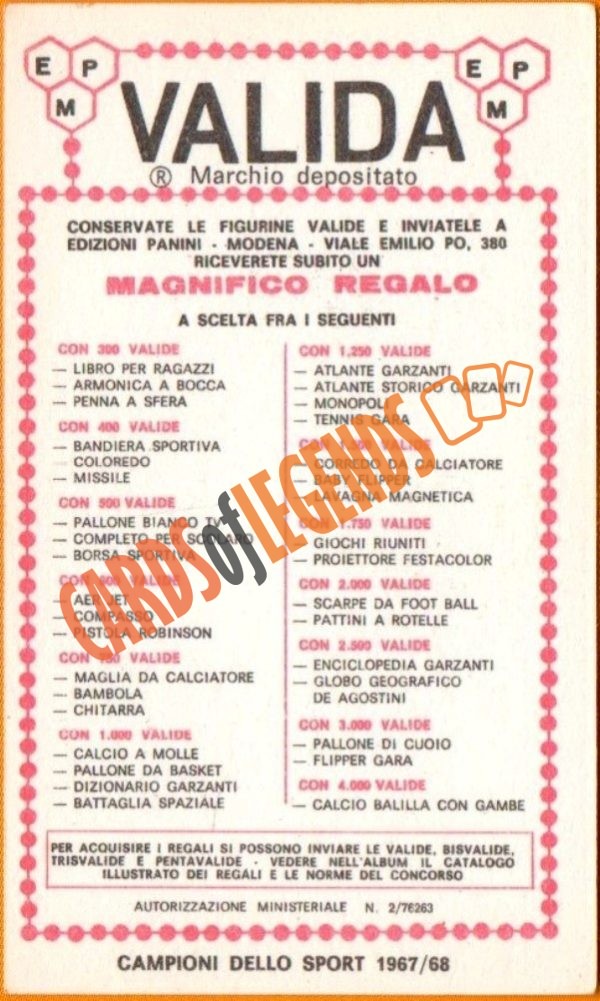 E P M
E P M
VALIDA
® Marchio depositato
CONSERVATE LE FIGURINE VALIDE E INVIATELE A
EDIZIONI PANINI - MODENA - VIALE EMILIO PO, 380
RICEVERETE SUBITO UN
MAGNIFICO REGALO
A SCELTA FRA I SEGUENTI
CON 300 VALIDE
— LIBRO PER RAGAZZI
— ARMONICA A BOCCA
— PENNA A SFERA
CON 400 VALIDE
— BANDIERA SPORTIVA
— COLOREDO
— MISSILE
CON 500 VALIDE
— PALLONE BIANCO TV
— COMPLETO PER SCOLARO
— BORSA SPORTIVA
CON VALIDE
— AER JET
— COMPASSO
— PISTOLA ROBINSON
CON VALIDE
— MAGLIA DA CALCIATORE
— BAMBOLA
— CHITARRA
CON 1.000 VALIDE
— CALCIO A MOLLE
— PALLONE DA BASKET
— DIZIONARIO GARZANTI
— BATTAGLIA SPAZIALE
CON 1.250 VALIDE
— ATLANTE GARZANTI
— ATLANTE STORICO GARZANTI
— MONOPOLI
— TENNIS GARA
CON VALIDE
— CORREDO DA CALCIATORE
— BABY FLIPPER
— LAVAGNA MAGNETICA
CON 1.750 VALIDE
— GIOCHI RIUNITI
— PROIETTORE FESTACOLOR
CON 2.000 VALIDE
— SCARPE DA FOOT BALL
— PATTINI A ROTELLE
CON 2.500 VALIDE
— ENCICLOPEDIA GARZANTI
— GLOBO GEOGRAFICO
DE AGOSTINI
CON 3.000 VALIDE
— PALLONE DI CUOIO
— FLIPPER GARA
CON 4.000 VALIDE
— CALCIO BALILLA CON GAMBE
PER ACQUISIRE I REGALI SI POSSONO INVIARE LE VALIDE, BISVALIDE,
TRISVALIDE E PENTAVALIDE - VEDERE NELL'ALBUM IL CATALOGO
ILLUSTRATO DEI REGALI E LE NORME DEL CONCORSO
AUTORIZZAZIONE MINISTERIALE N. 2/76263
CAMPIONI DELLO SPORT 1967/68
CARDSofLEGENDS